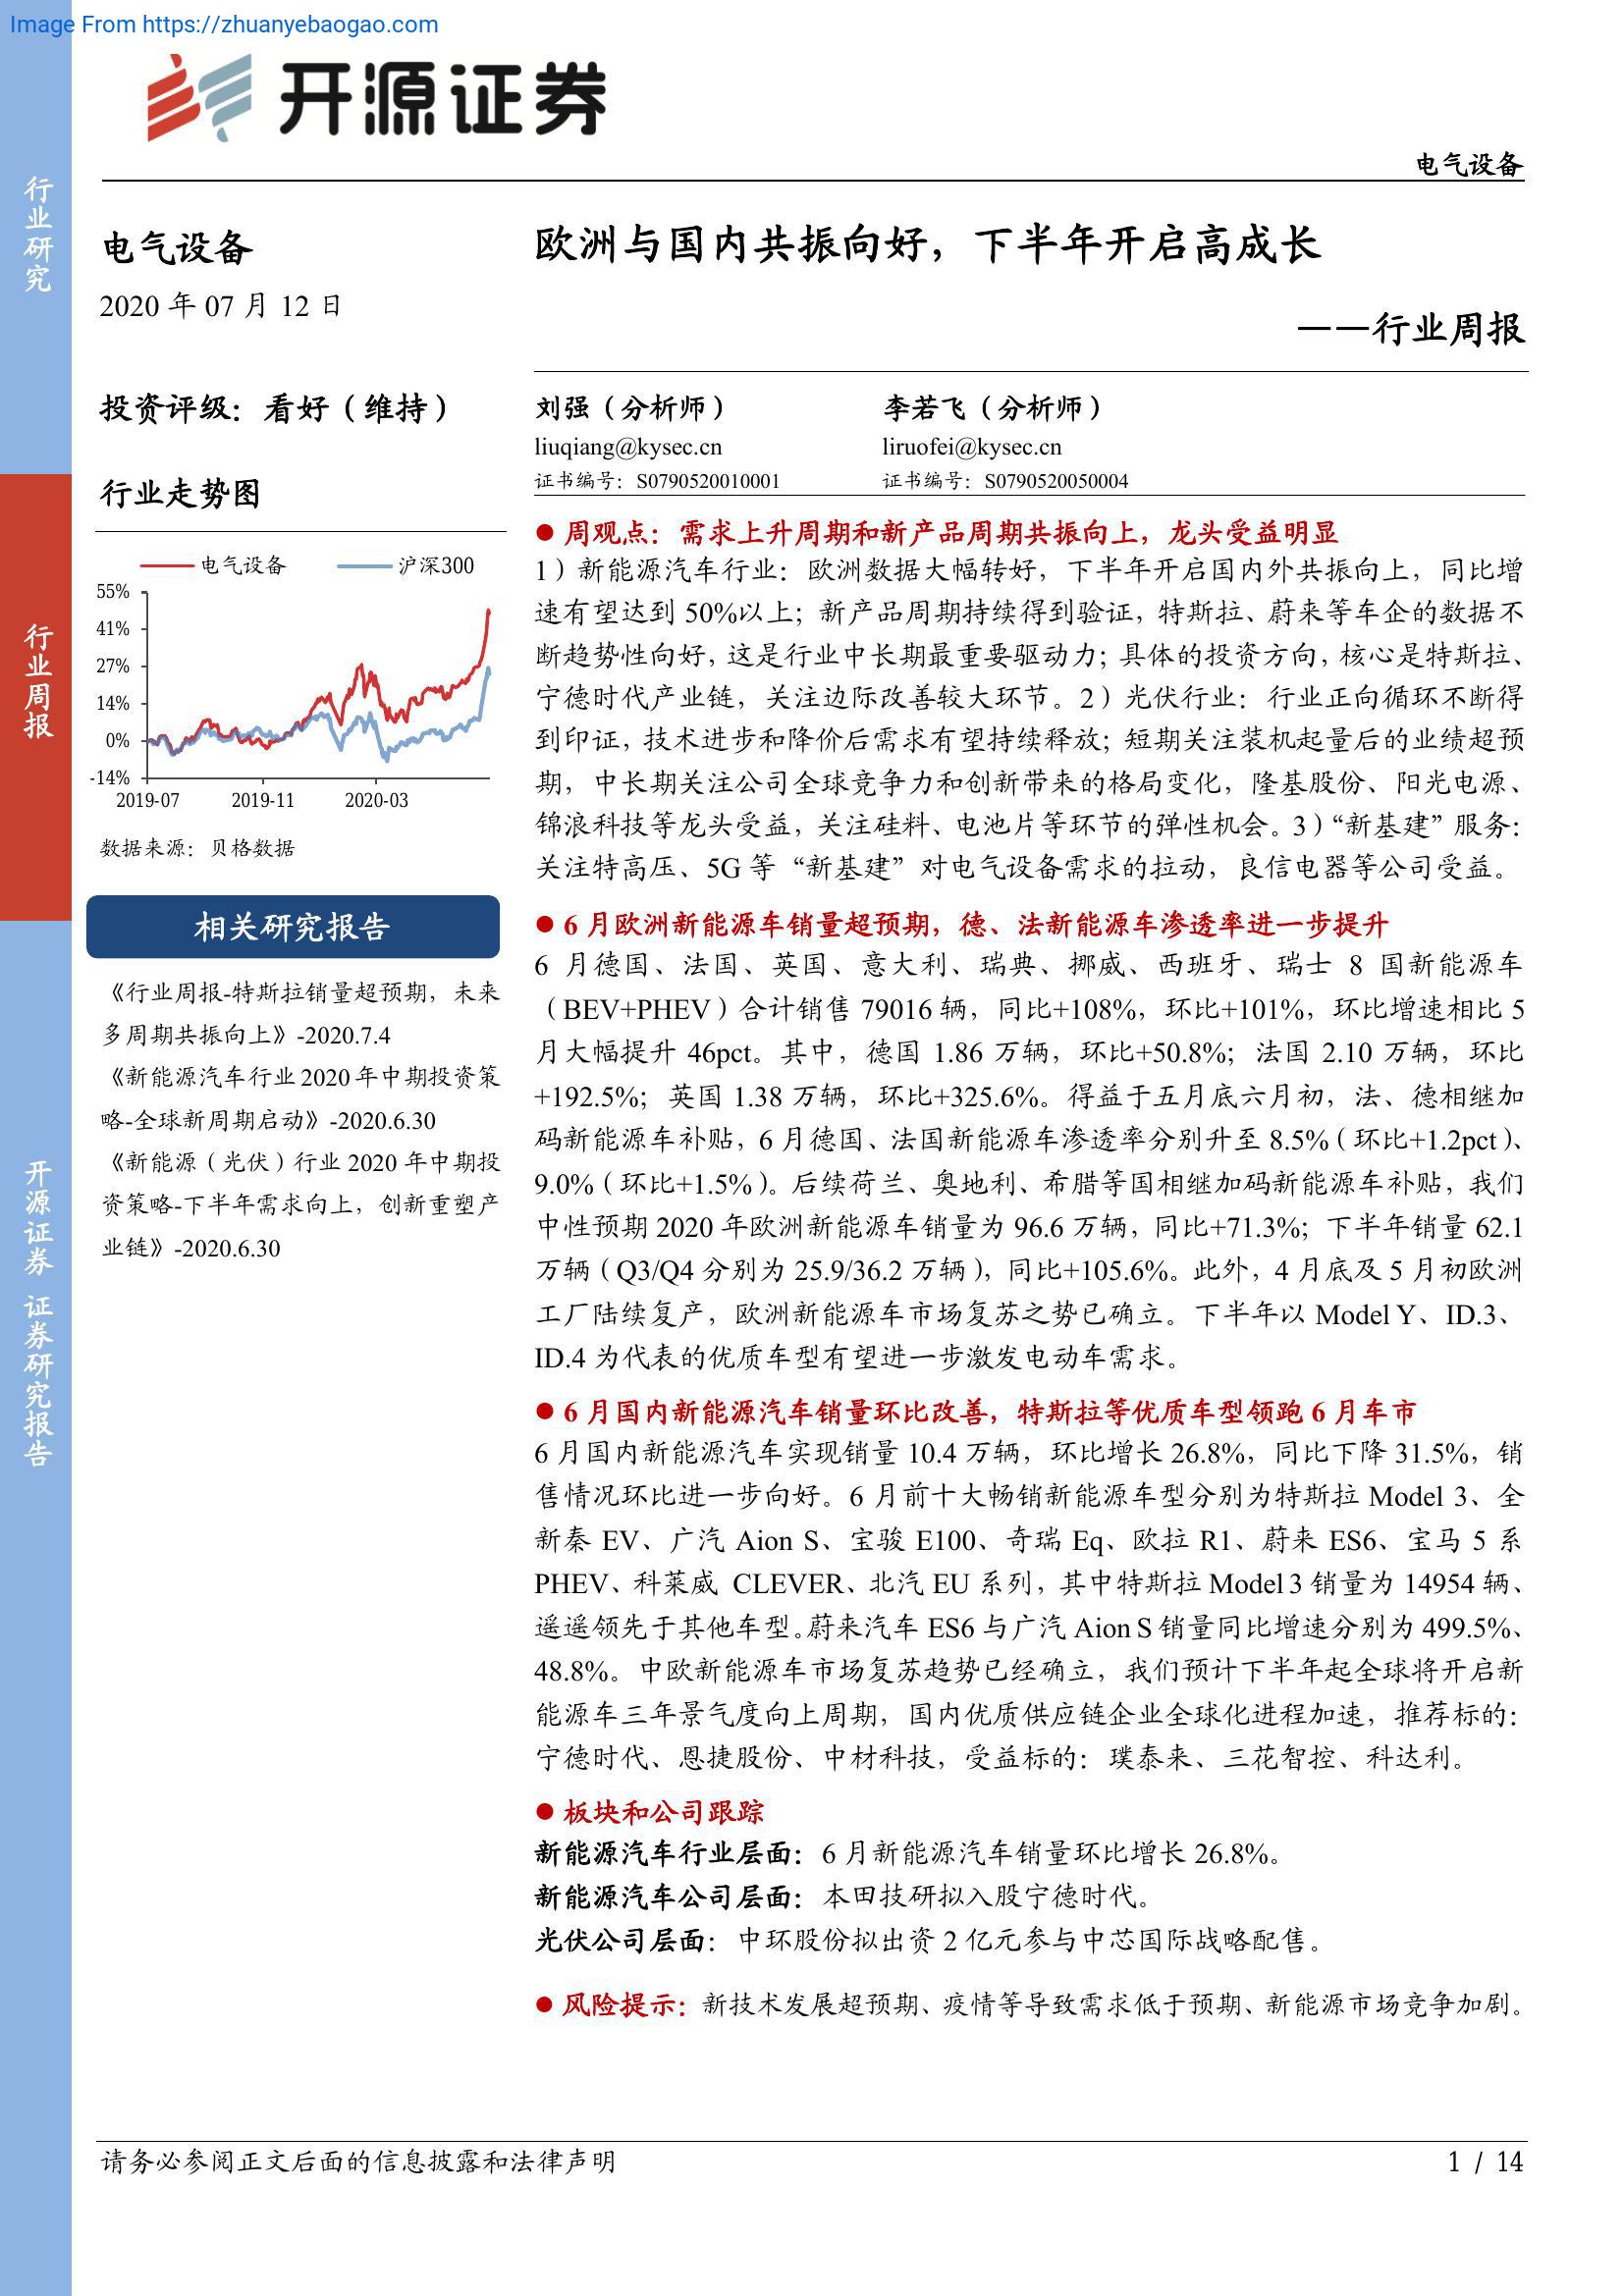 Image From https://zhuanyebaogao.com
开源证券
电气设备
行业研究
行业周报
开源证券 证券研究报告
电气设备
2020 年 07 月 12 日
投资评级：看好（维持）
行业走势图
电气设备 沪深300
55%
41%
27%
14%
0%
-14%
2019-07 2019-11 2020-03
数据来源：贝格数据
相关研究报告
《行业周报-特斯拉销量超预期，未来
多周期共振向上》-2020.7.4
《新能源汽车行业 2020 年中期投资策
略-全球新周期启动》-2020.6.30
《新能源（光伏）行业 2020 年中期投
资策略-下半年需求向上，创新重塑产
业链》-2020.6.30
欧洲与国内共振向好，下半年开启高成长
——行业周报
刘强（分析师） 李若飞（分析师）
liuqiang@kysec.cn liruofei@kysec.cn
证书编号：S0790520010001 证书编号：S0790520050004
● 周观点：需求上升周期和新产品周期共振向上，龙头受益明显
1）新能源汽车行业：欧洲数据大幅转好，下半年开启国内外共振向上，同比增
速有望达到 50%以上；新产品周期持续得到验证，特斯拉、蔚来等车企的数据不
断趋势性向好，这是行业中长期最重要驱动力；具体的投资方向，核心是特斯拉、
宁德时代产业链，关注边际改善较大环节。2）光伏行业：行业正向循环不断得
到印证，技术进步和降价后需求有望持续释放；短期关注装机起量后的业绩超预
期，中长期关注公司全球竞争力和创新带来的格局变化，隆基股份、阳光电源、
锦浪科技等龙头受益，关注硅料、电池片等环节的弹性机会。3）“新基建”服务：
关注特高压、5G 等“新基建”对电气设备需求的拉动，良信电器等公司受益。
● 6 月欧洲新能源车销量超预期，德、法新能源车渗透率进一步提升
6 月德国、法国、英国、意大利、瑞典、挪威、西班牙、瑞士 8 国新能源车
（BEV+PHEV）合计销售 79016 辆，同比+108%，环比+101%，环比增速相比 5
月大幅提升 46pct。其中，德国 1.86 万辆，环比+50.8%；法国 2.10 万辆，环比
+192.5%；英国 1.38 万辆，环比+325.6%。得益于五月底六月初，法、德相继加
码新能源车补贴，6 月德国、法国新能源车渗透率分别升至 8.5%（环比+1.2pct）、
9.0%（环比+1.5%）。后续荷兰、奥地利、希腊等国相继加码新能源车补贴，我们
中性预期 2020 年欧洲新能源车销量为 96.6 万辆，同比+71.3%；下半年销量 62.1
万辆（Q3/Q4 分别为 25.9/36.2 万辆），同比+105.6%。此外，4 月底及 5 月初欧洲
工厂陆续复产，欧洲新能源车市场复苏之势已确立。下半年以 Model Y、ID.3、
ID.4 为代表的优质车型有望进一步激发电动车需求。
● 6 月国内新能源汽车销量环比改善，特斯拉等优质车型领跑 6 月车市
6 月国内新能源汽车实现销量 10.4 万辆，环比增长 26.8%，同比下降 31.5%，销
售情况环比进一步向好。6 月前十大畅销新能源车型分别为特斯拉 Model 3、全
新秦 EV、广汽 Aion S、宝骏 E100、奇瑞 Eq、欧拉 R1、蔚来 ES6、宝马 5 系
PHEV、科莱威 CLEVER、北汽 EU 系列，其中特斯拉 Model 3 销量为 14954 辆、
遥遥领先于其他车型。蔚来汽车 ES6 与广汽 Aion S 销量同比增速分别为 499.5%、
48.8%。中欧新能源车市场复苏趋势已经确立，我们预计下半年起全球将开启新
能源车三年景气度向上周期，国内优质供应链企业全球化进程加速，推荐标的：
宁德时代、恩捷股份、中材科技，受益标的：璞泰来、三花智控、科达利。
● 板块和公司跟踪
新能源汽车行业层面：6 月新能源汽车销量环比增长 26.8%。
新能源汽车公司层面：本田技研拟入股宁德时代。
光伏公司层面：中环股份拟出资 2 亿元参与中芯国际战略配售。
● 风险提示：新技术发展超预期、疫情等导致需求低于预期、新能源市场竞争加剧。
请务必参阅正文后面的信息披露和法律声明
1 / 14